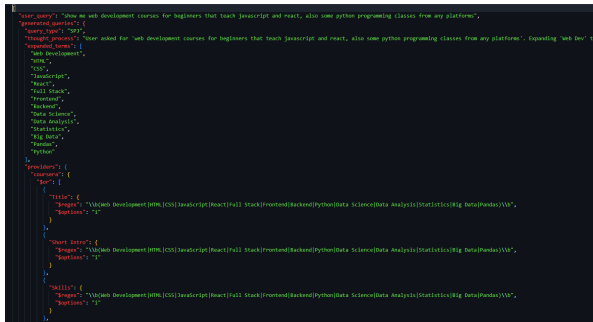 {
"user_query": "Show me web development courses for beginners that teach javascript and react, also some python programming classes from any platforms",
"generated_queries": {
"query_type": "SPJ",
"thought_process": "User asked for 'web development courses for beginners that teach javascript and react, also some python programming classes from any platforms'. Expanding 'Web Dev' t
"expanded_terms": [
"Web Development",
"HTML",
"CSS",
"JavaScript",
"React",
"Full Stack",
"Frontend",
"Backend",
"Data Science",
"Data Analysis",
"Statistics",
"Big Data",
"Pandas",
"Python"
],
"providers": {
"coursera": {
"$or": [
{
"Title": {
"$regex": "\\b(Web Development|HTML|CSS|JavaScript|React|Full Stack|Frontend|Backend|Python|Data Science|Data Analysis|Statistics|Big Data|Pandas)\\b",
"$options": "i"
}
},
{
"Short Intro": {
"$regex": "\\b(Web Development|HTML|CSS|JavaScript|React|Full Stack|Frontend|Backend|Python|Data Science|Data Analysis|Statistics|Big Data|Pandas)\\b",
"$options": "i"
}
},
{
"Skills": {
"$regex": "\\b(Web Development|HTML|CSS|JavaScript|React|Full Stack|Frontend|Backend|Python|Data Science|Data Analysis|Statistics|Big Data|Pandas)\\b",
"$options": "i"
}
},